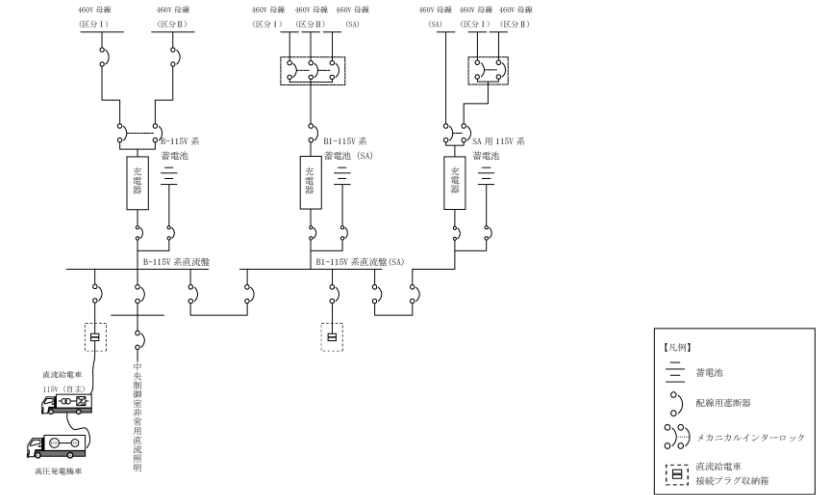 460V 母線 460V 母線 460V 母線 460V 母線 460V 母線 460V 母線 460V 母線 460V 母線
(区分Ⅰ) (区分Ⅱ) (区分Ⅰ) (区分Ⅱ) (SA) (SA) (区分Ⅰ) (区分Ⅱ)
B-115V 系
蓄電池
充電器
B1-115V 系
蓄電池 (SA)
充電器
SA 用 115V 系
蓄電池
充電器
B-115V 系直流盤
B1-115V 系直流盤(SA)
直流給電車
115V (自主)
高圧発電機車
中央制御室非常用直流照明
【凡例】
蓄電池
配線用遮断器
メカニカルインターロック
直流給電車
接続プラグ収納箱